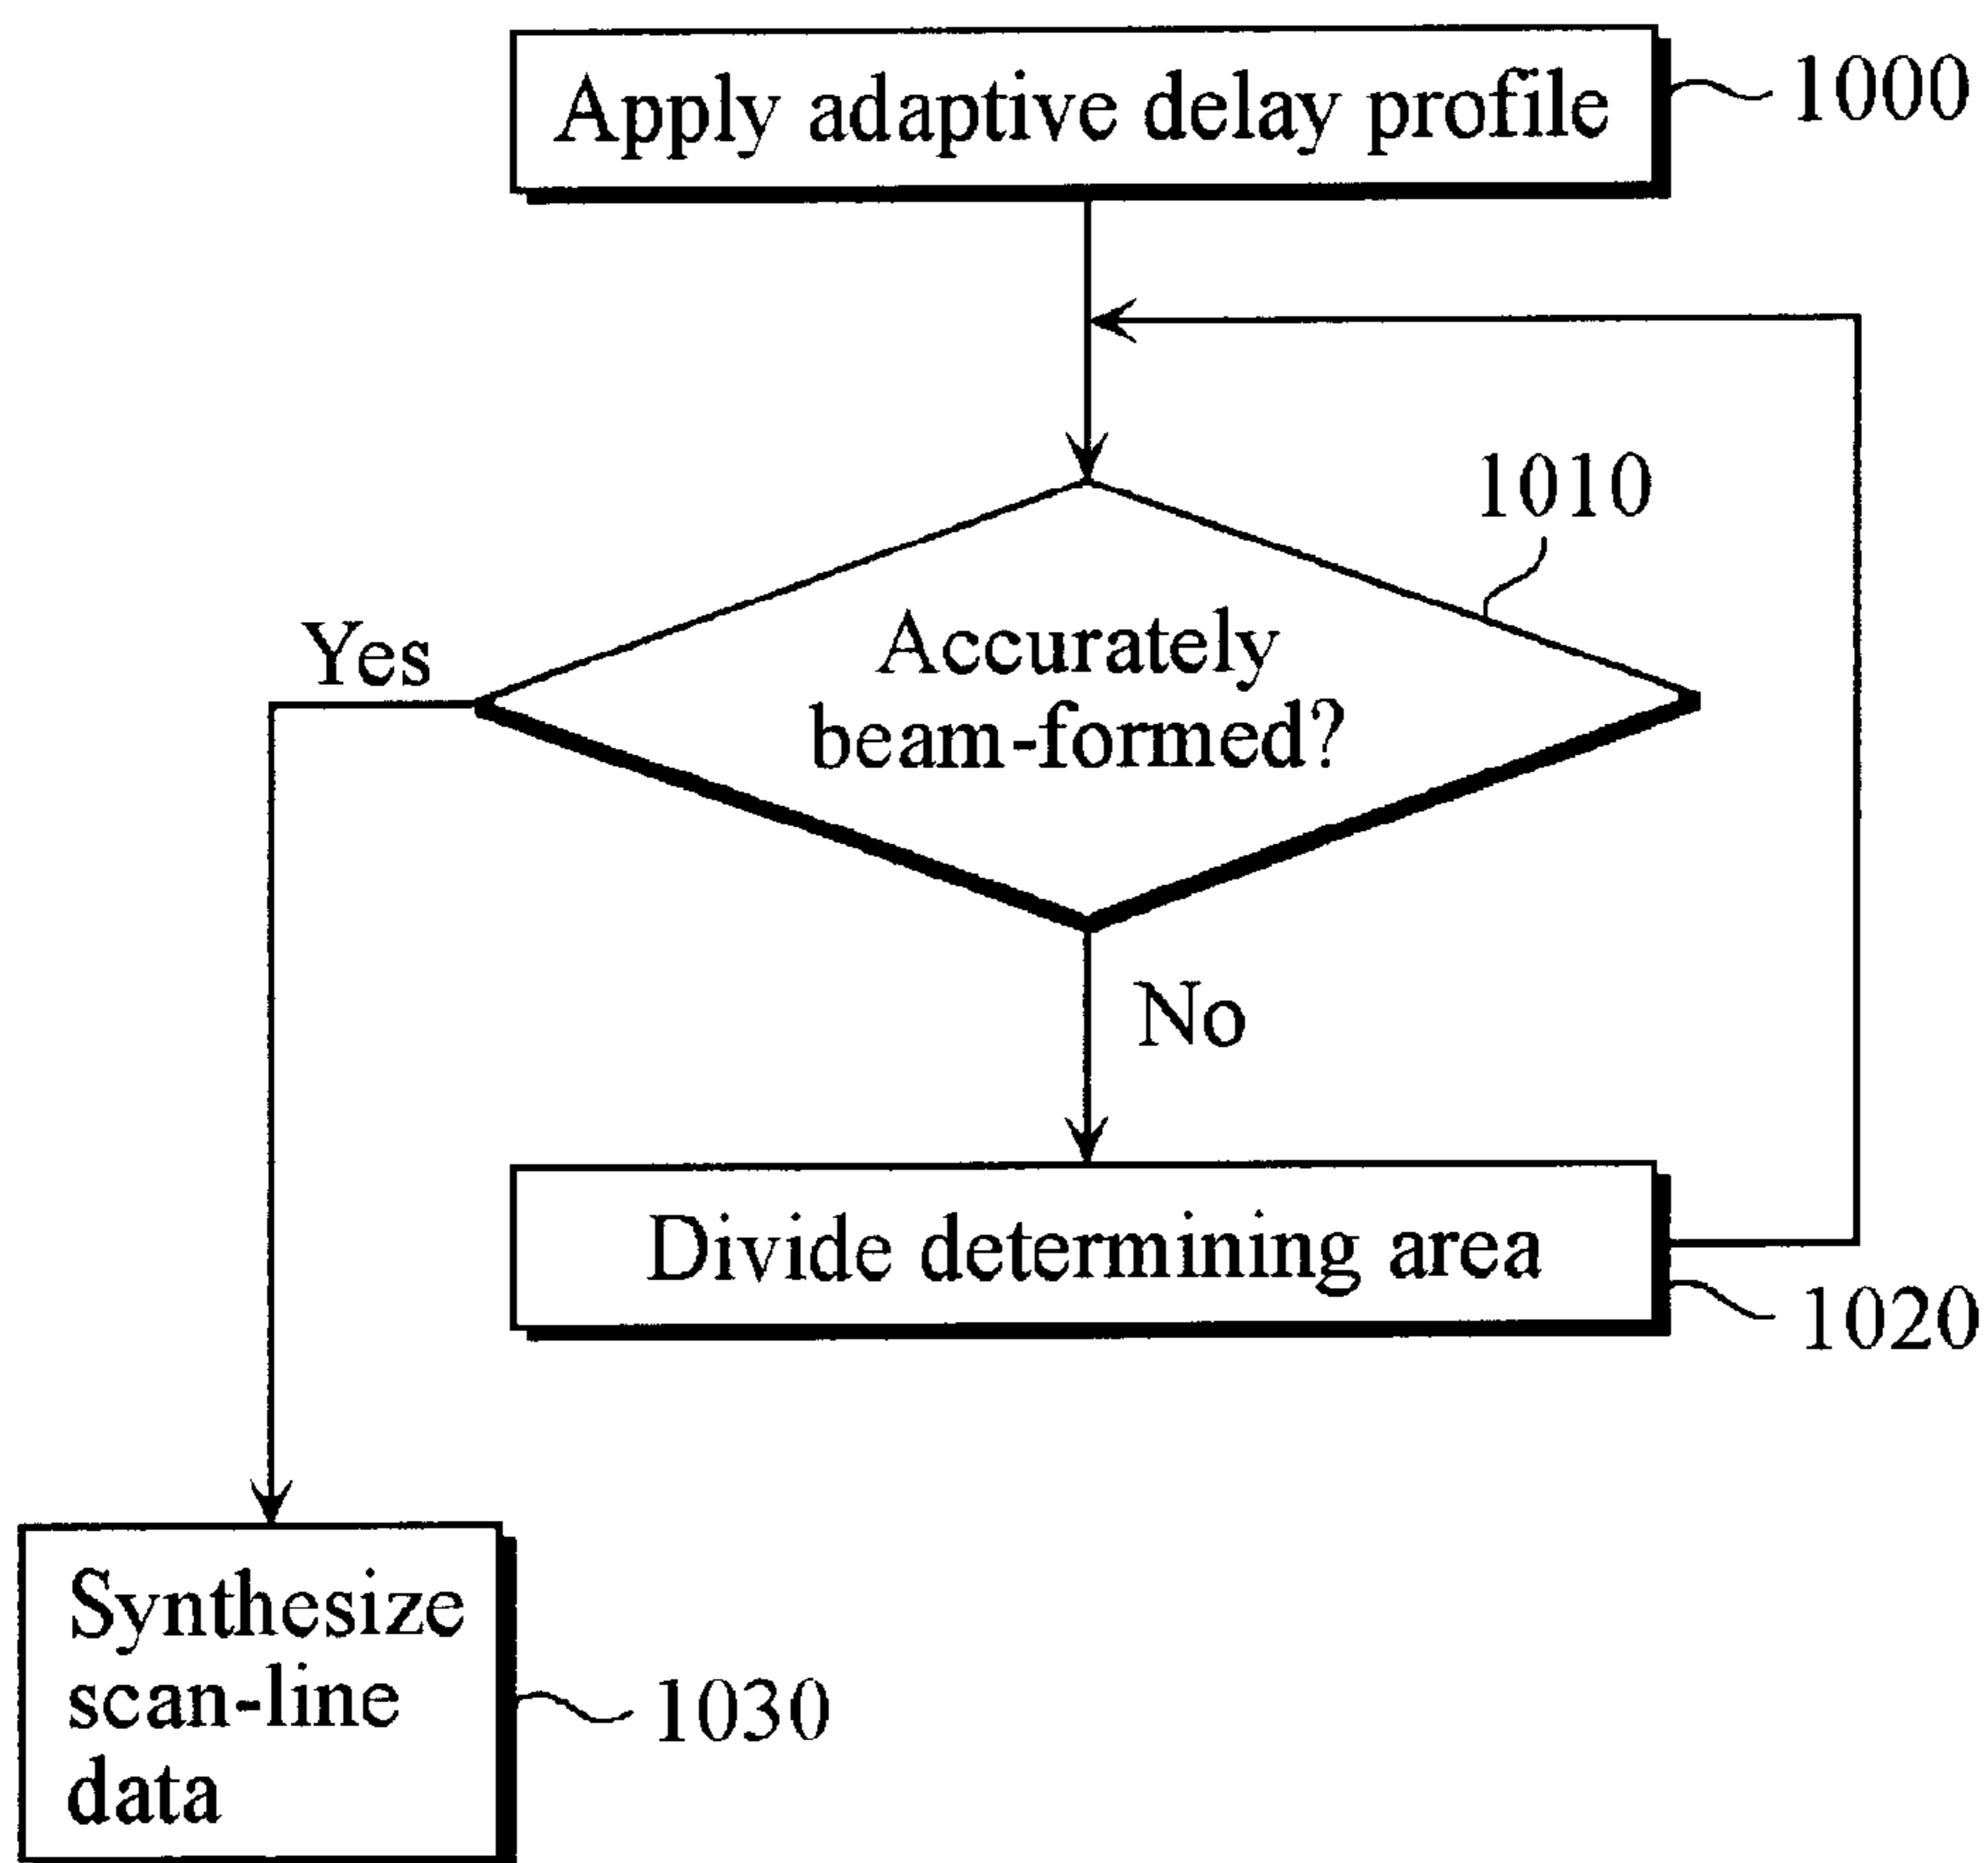 Apply adaptive delay profile
1000
1010
Accurately
beam-formed?
Yes
No
Divide determining area
1020
Synthesize
scan-line
data
1030